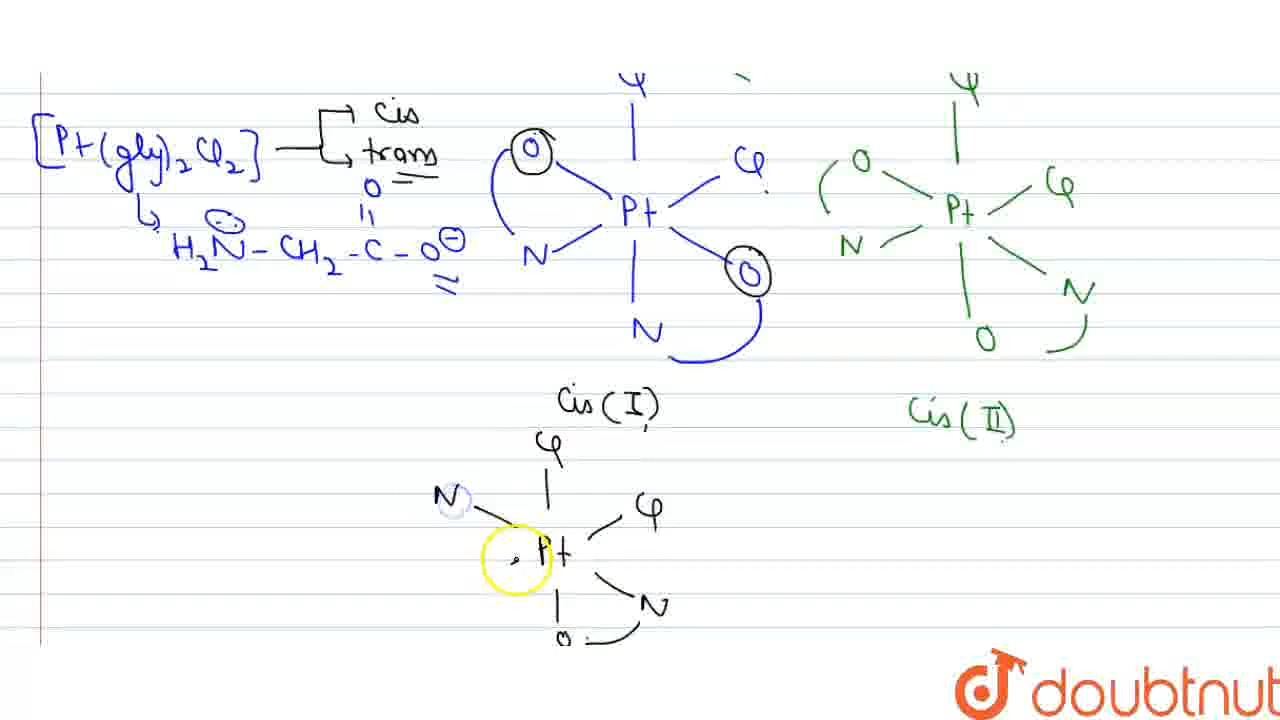 [Pt(gly)₂Cl₂]
cis
trans
O
H₂N̈ – CH₂ – C – O⊖
Cl
O
Cl
Pt
N
O
N
Cis (I)
Cl
O
Cl
Pt
N
N
O
Cis (II)
Cl
N
Cl
Pt
N
O
doubtnut